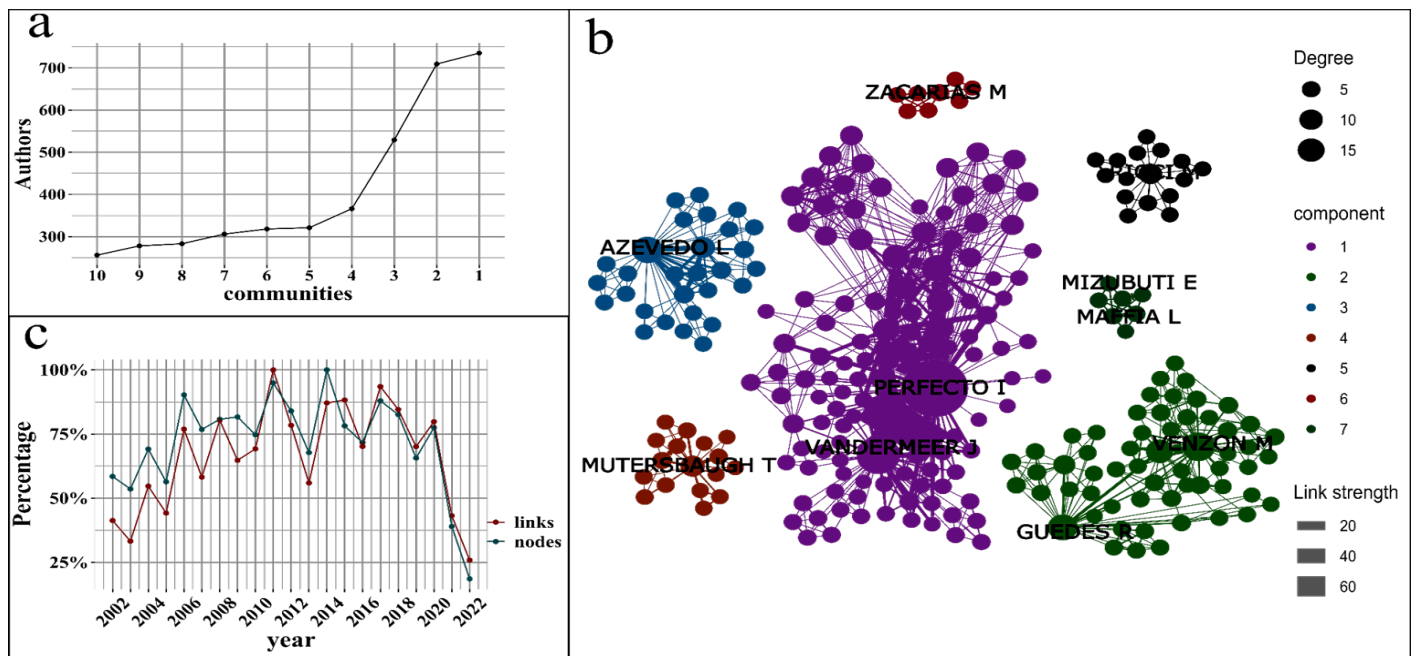 a
700
600
500
400
300
Authors
10 9 8 7 6 5 4 3 2 1
communities
c
100%
75%
50%
25%
Percentage
links
nodes
2002 2004 2006 2008 2010 2012 2014 2016 2018 2020 2022
year
b
ZACARIAS M
RICCI M
AZEVEDO L
MIZUBUTI E
MAFFIA L
PERFECTO I
VANDERMEER J
VENZON M
MUTERSBAUGH T
GUEDES R
Degree
5
10
15
component
1
2
3
4
5
6
7
Link strength
20
40
60